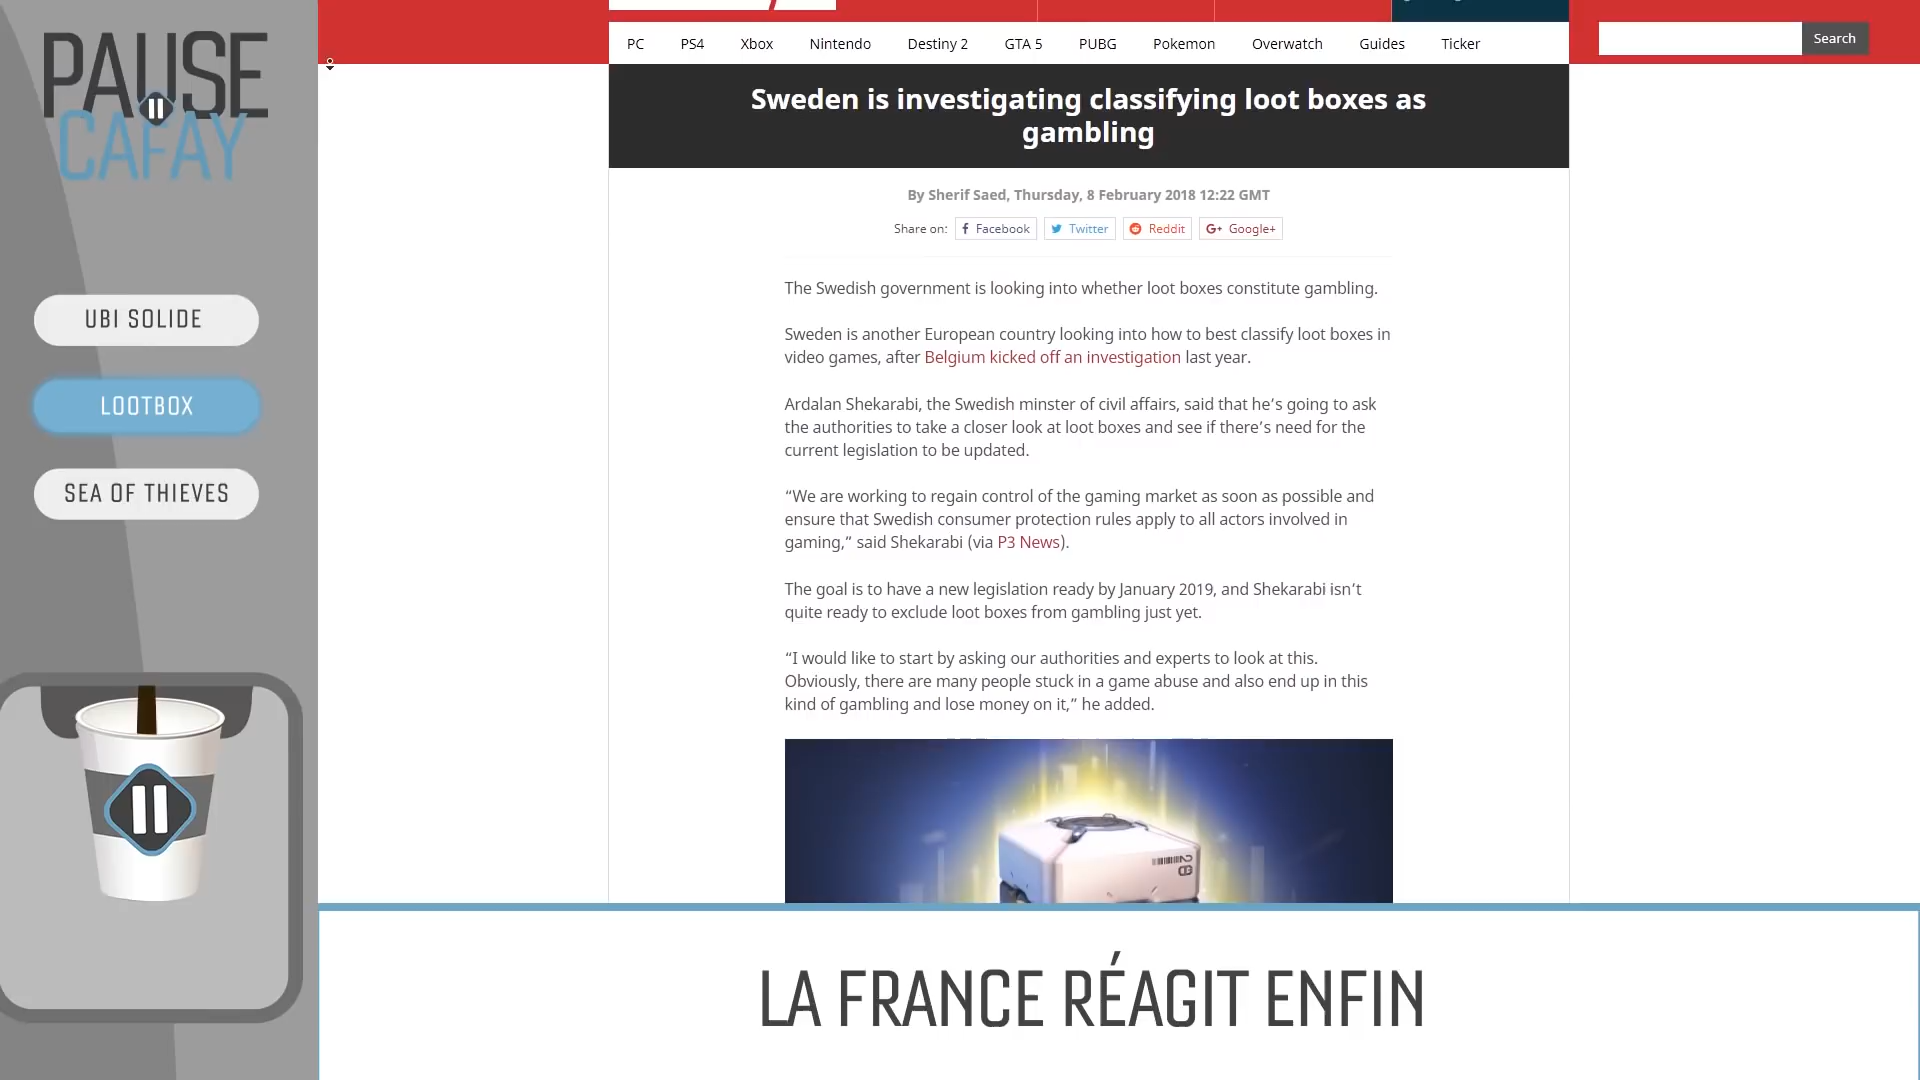 PAUSE
CAFAY
UBI SOLIDE
LOOTBOX
SEA OF THIEVES
PC PS4 Xbox Nintendo Destiny 2 GTA 5 PUBG Pokemon Overwatch Guides Ticker
Search
Sweden is investigating classifying loot boxes as
gambling
By Sherif Saed, Thursday, 8 February 2018 12:22 GMT
Share on: Facebook Twitter Reddit G+ Google+
The Swedish government is looking into whether loot boxes constitute gambling.
Sweden is another European country looking into how to best classify loot boxes in
video games, after Belgium kicked off an investigation last year.
Ardalan Shekarabi, the Swedish minster of civil affairs, said that he’s going to ask
the authorities to take a closer look at loot boxes and see if there’s need for the
current legislation to be updated.
“We are working to regain control of the gaming market as soon as possible and
ensure that Swedish consumer protection rules apply to all actors involved in
gaming,” said Shekarabi (via P3 News).
The goal is to have a new legislation ready by January 2019, and Shekarabi isn’t
quite ready to exclude loot boxes from gambling just yet.
“I would like to start by asking our authorities and experts to look at this.
Obviously, there are many people stuck in a game abuse and also end up in this
kind of gambling and lose money on it,” he added.
LA FRANCE RÉAGIT ENFIN